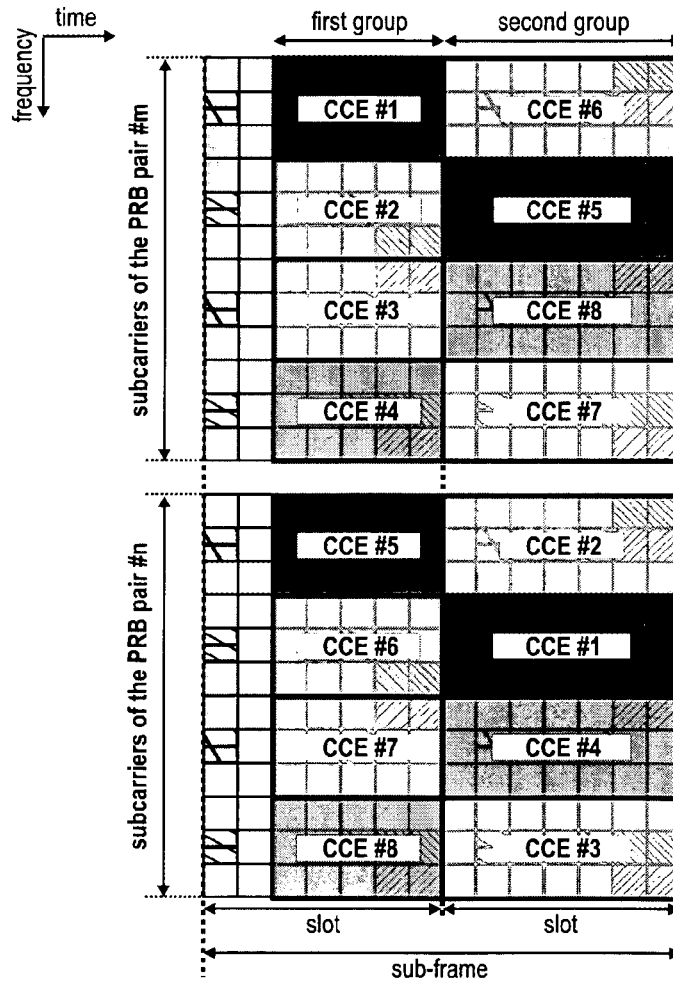 time
first group
second group
frequency
subcarriers of the PRB pair #m
CCE #1
CCE #6
CCE #2
CCE #5
CCE #3
CCE #8
CCE #4
CCE #7
subcarriers of the PRB pair #n
CCE #5
CCE #2
CCE #6
CCE #1
CCE #7
CCE #4
CCE #8
CCE #3
slot
slot
sub-frame